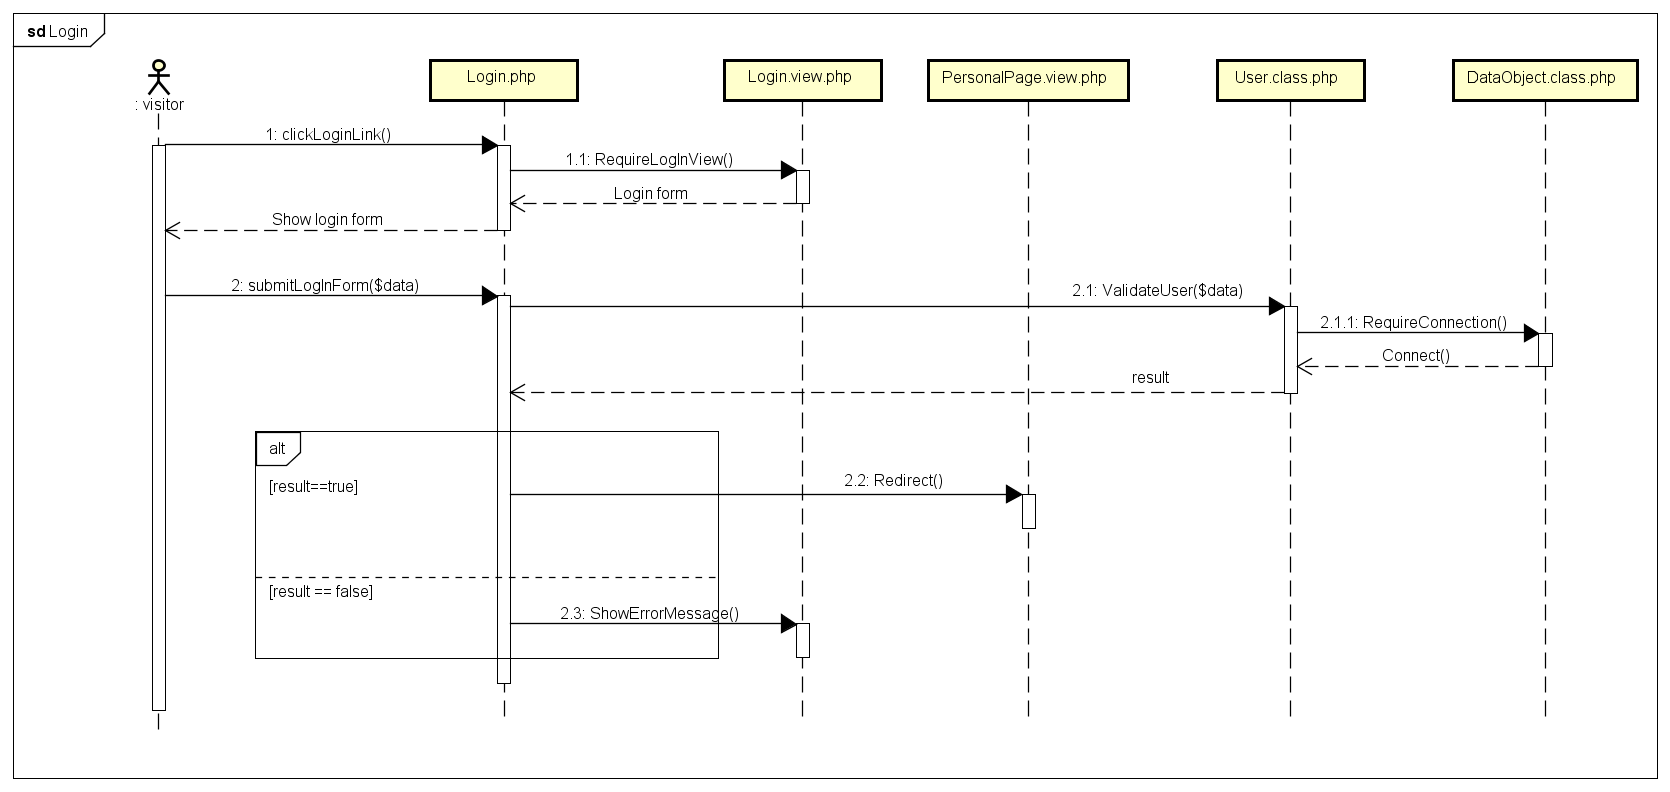 sd Login
: visitor
Login.php
Login.view.php
PersonalPage.view.php
User.class.php
DataObject.class.php
1: clickLoginLink()
1.1: RequireLogInView()
Login form
Show login form
2: submitLogInForm($data)
2.1: ValidateUser($data)
2.1.1: RequireConnection()
Connect()
result
alt
[result==true]
2.2: Redirect()
[result == false]
2.3: ShowErrorMessage()